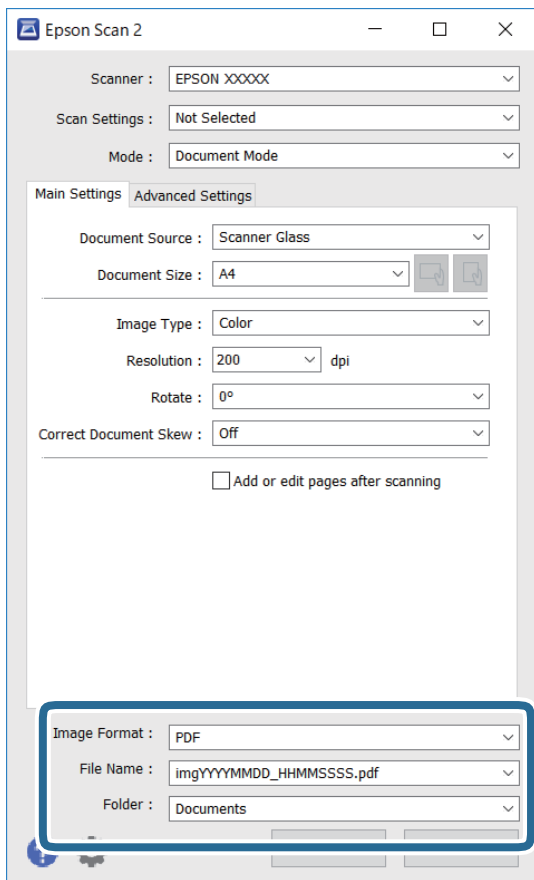 Epson Scan 2
Scanner : EPSON XXXXX
Scan Settings : Not Selected
Mode : Document Mode
Main Settings Advanced Settings
Document Source : Scanner Glass
Document Size : A4
Image Type : Color
Resolution : 200 dpi
Rotate : 0°
Correct Document Skew : Off
Add or edit pages after scanning
Image Format : PDF
File Name : imgYYYYMMDD_HHMMSSSS.pdf
Folder : Documents